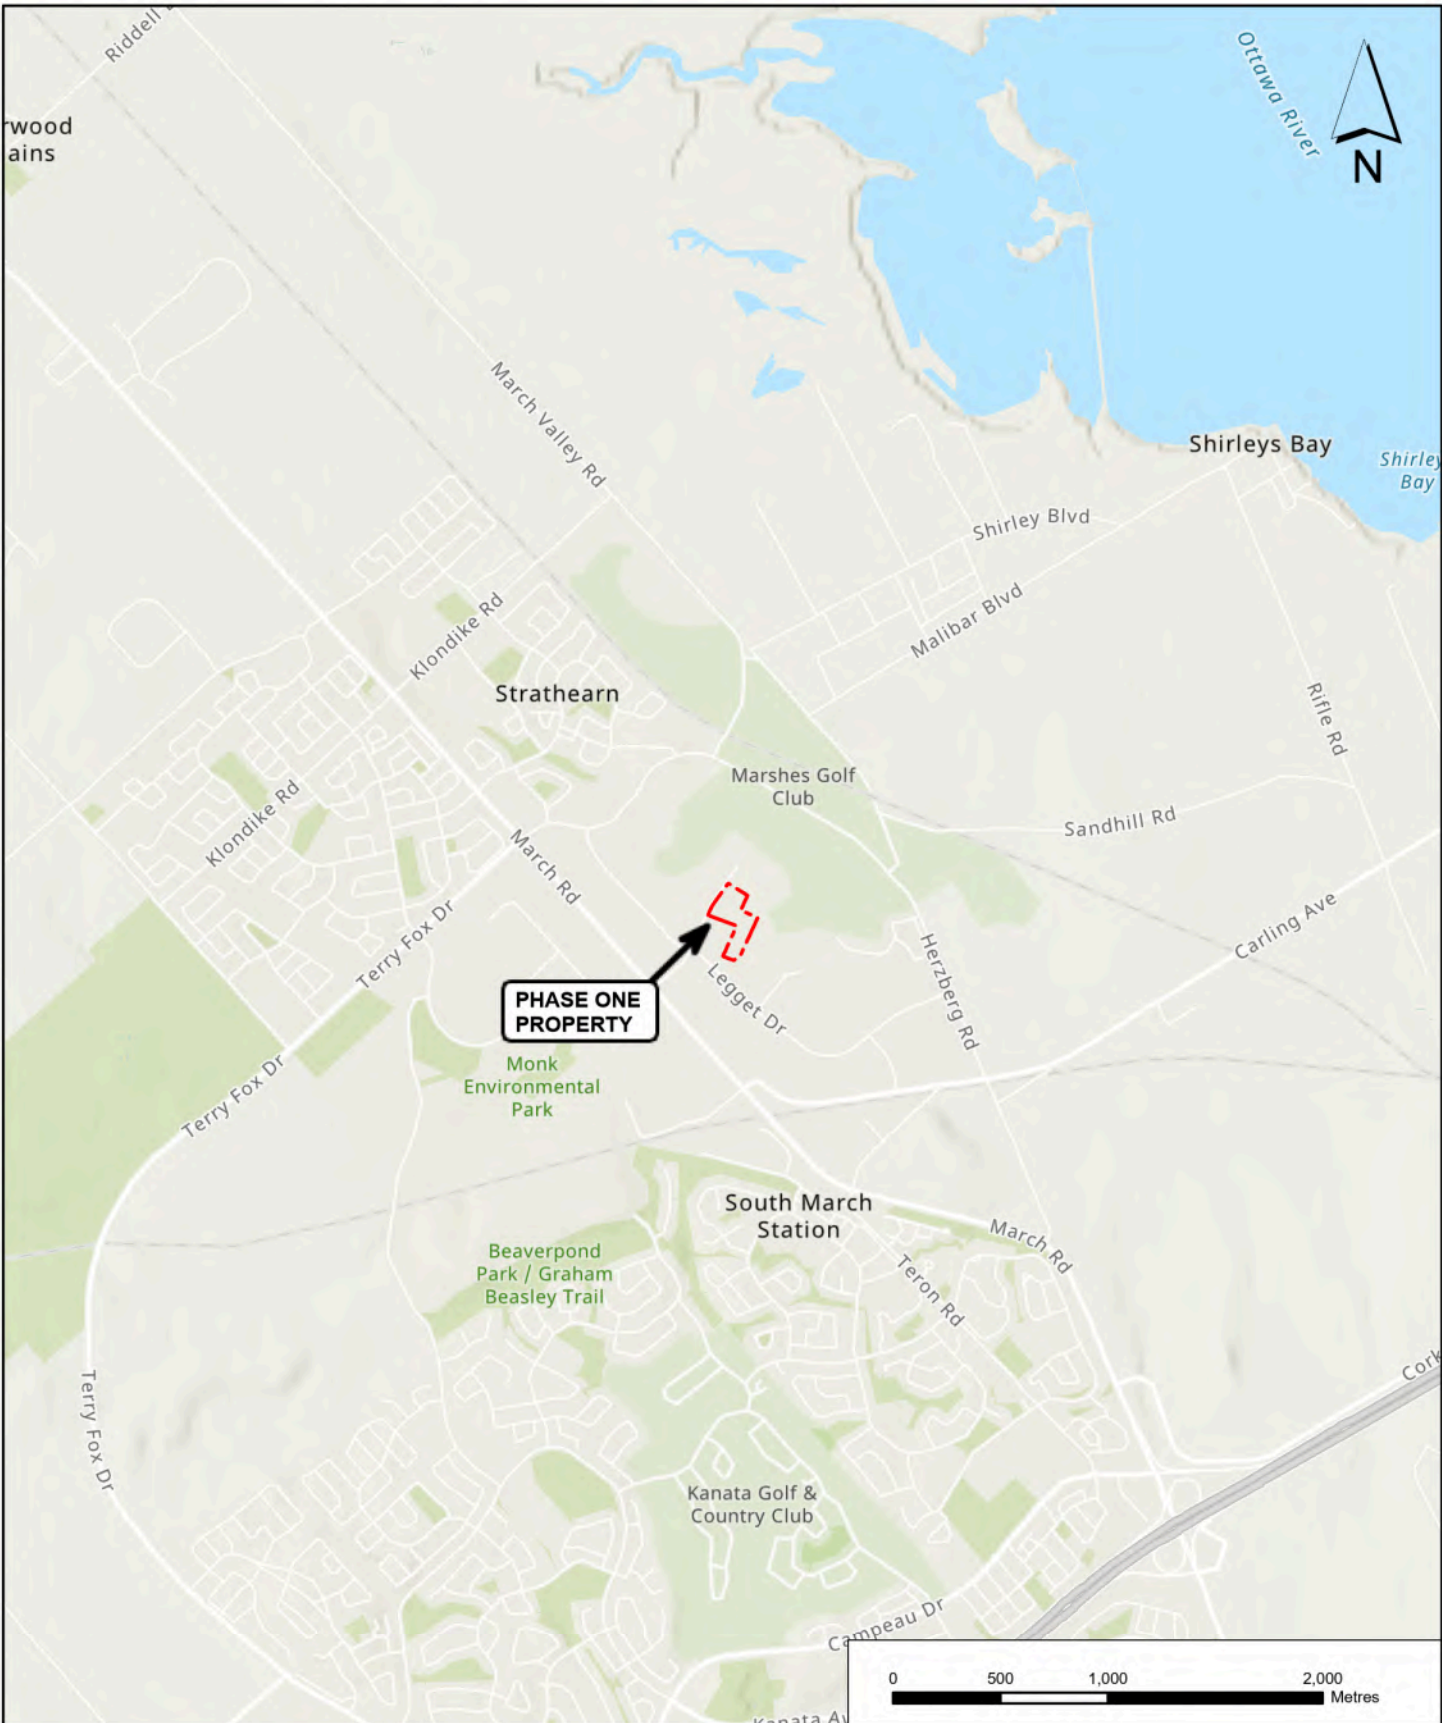 Riddell
Ottawa River
N
rwood
ains
March Valley Rd
Shirleys Bay
Shirley
Bay
Shirley Blvd
Malibar Blvd
Klondike Rd
Strathearn
Rifle Rd
Marshes Golf
Club
Klondike Rd
Sandhill Rd
March Rd
Terry Fox Dr
Carling Ave
Herzberg Rd
Legget Dr
PHASE ONE
PROPERTY
Monk
Environmental
Park
Terry Fox Dr
South March
Station
March Rd
Beaverpond
Park / Graham
Beasley Trail
Teron Rd
Terry Fox Dr
Cork
Kanata Golf &
Country Club
Campeau Dr
0 500 1,000 2,000
Metres
Kanata Av